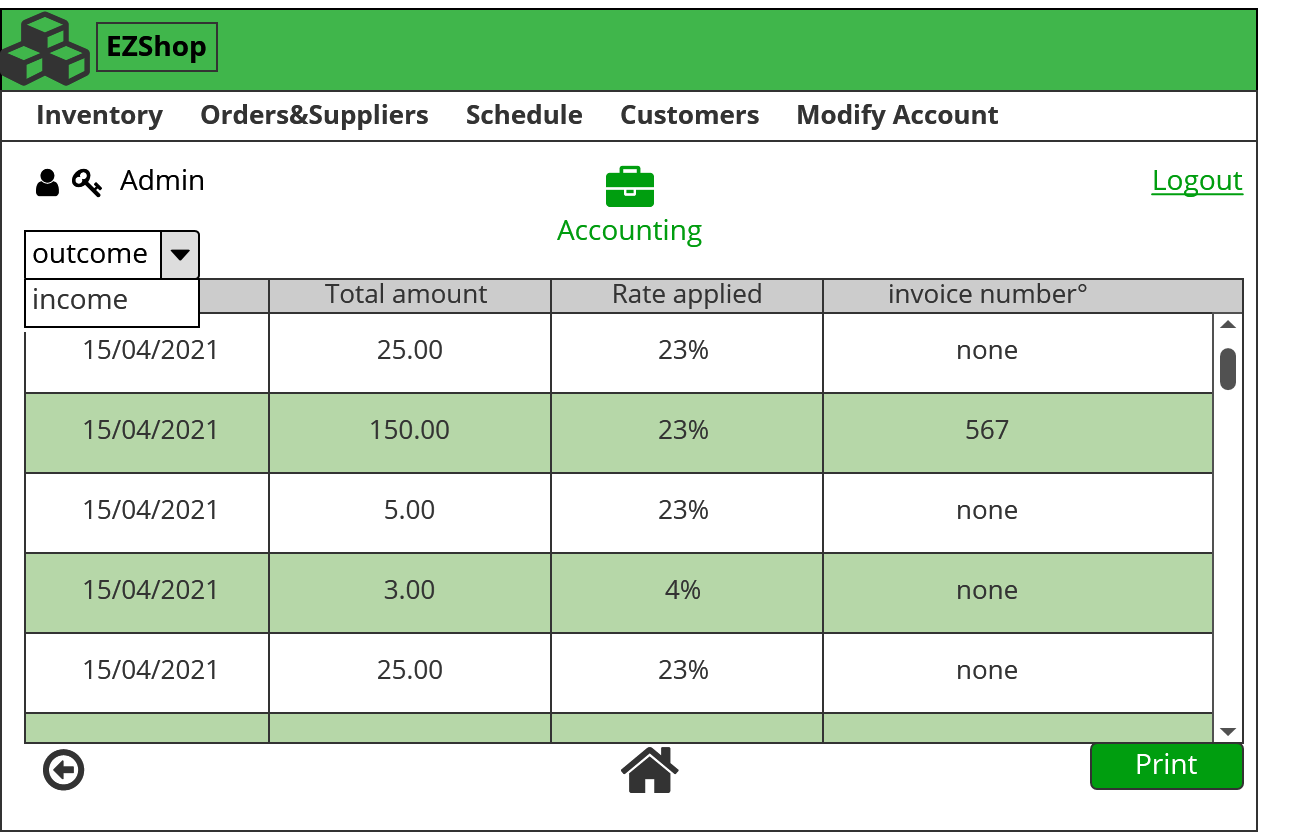 EZShop
Inventory Orders&Suppliers Schedule Customers Modify Account
Admin
Logout
Accounting
outcome
income
Total amount Rate applied invoice number°
15/04/2021 25.00 23% none
15/04/2021 150.00 23% 567
15/04/2021 5.00 23% none
15/04/2021 3.00 4% none
15/04/2021 25.00 23% none
Print